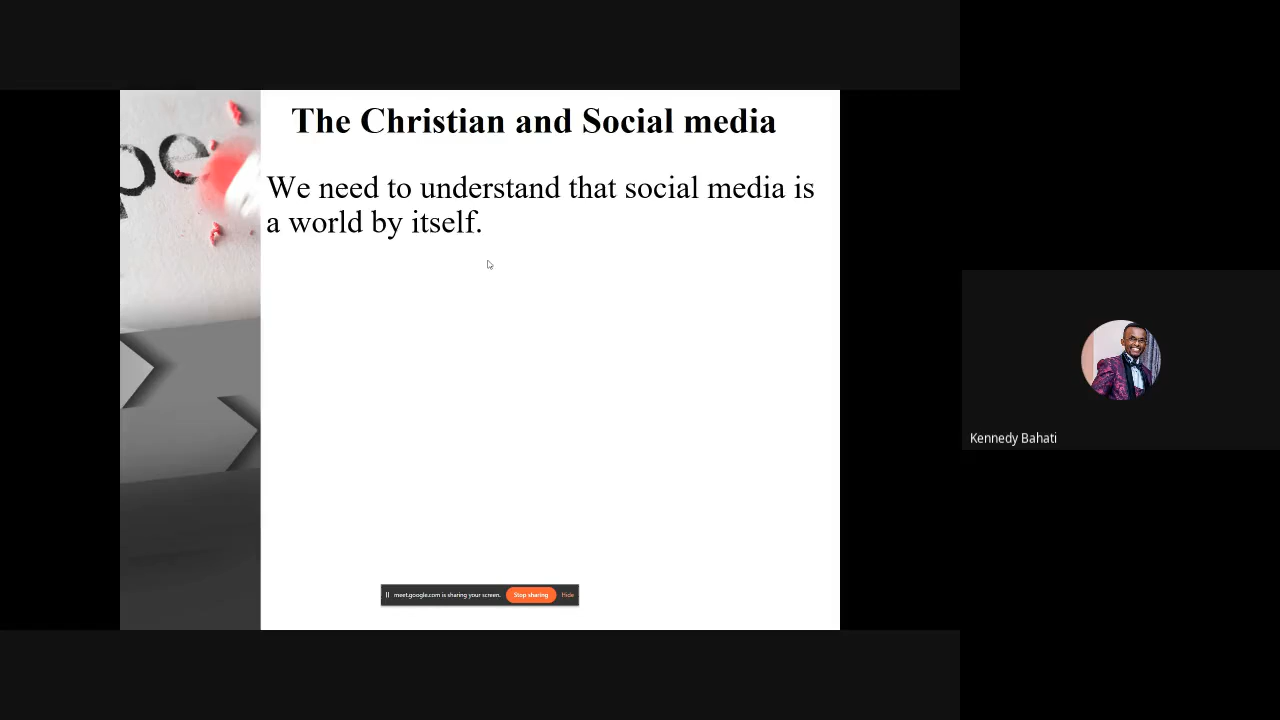 The Christian and Social media
We need to understand that social media is
a world by itself.
meet.google.com is sharing your screen. Stop sharing Hide
Kennedy Bahati